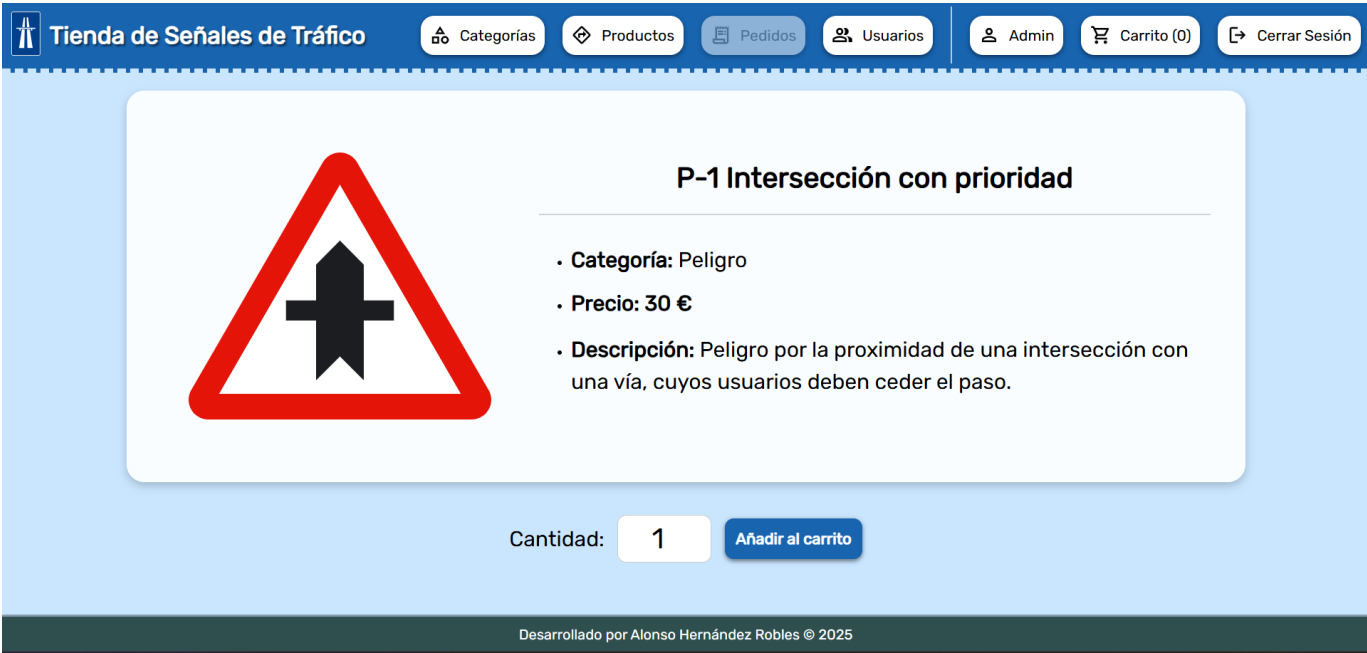 Tienda de Señales de Tráfico
Categorías
Productos
Pedidos
Usuarios
Admin
Carrito (0)
Cerrar Sesión
P-1 Intersección con prioridad
• Categoría: Peligro
• Precio: 30 €
• Descripción: Peligro por la proximidad de una intersección con
una vía, cuyos usuarios deben ceder el paso.
Cantidad: 1
Añadir al carrito
Desarrollado por Alonso Hernández Robles © 2025